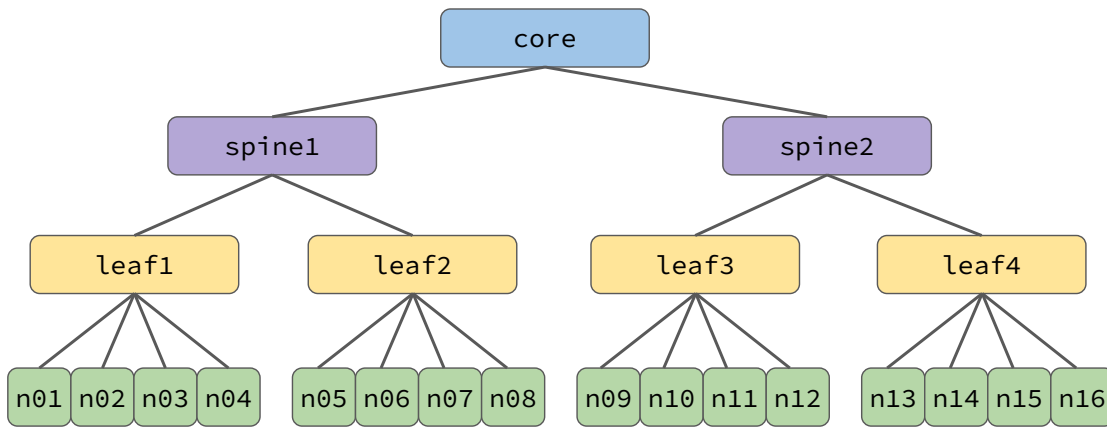 core
spine1 spine2
leaf1 leaf2 leaf3 leaf4
n01 n02 n03 n04 n05 n06 n07 n08 n09 n10 n11 n12 n13 n14 n15 n16